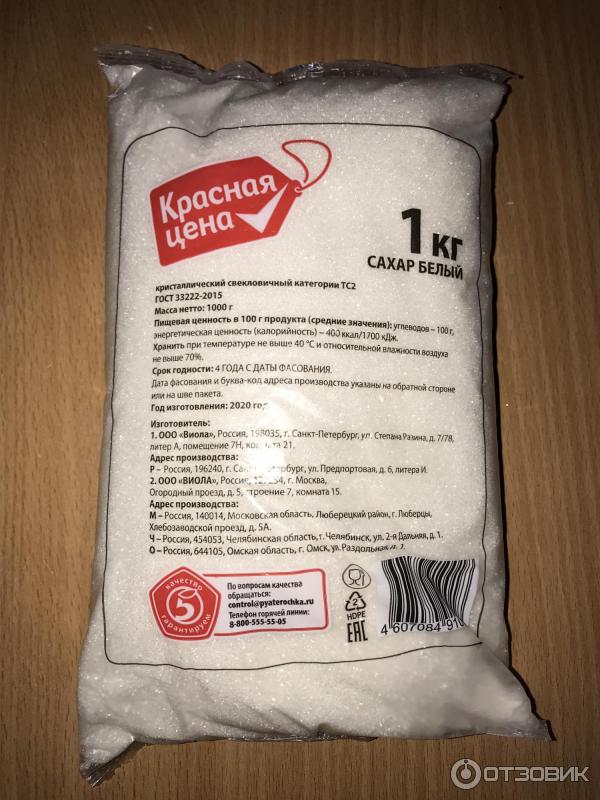 Красная
цена
1 кг
САХАР БЕЛЫЙ
кристаллический свекловичный категории ТС2
ГОСТ 33222-2015
Масса нетто: 1000 г
Пищевая ценность в 100 г продукта (средние значения): углеводов – 100 г,
энергетическая ценность (калорийность) – 400 ккал/1700 кДж.
Хранить при температуре не выше 40 °С и относительной влажности воздуха
не выше 70%.
Срок годности: 4 ГОДА С ДАТЫ ФАСОВАНИЯ.
Дата фасования и буква-код адреса производства указаны на обратной стороне
или на шве пакета.
Год изготовления: 2020 год
Изготовитель:
1. ООО «Виола», Россия, 198035, г. Санкт-Петербург, ул. Степана Разина, д. 7/78,
литер А, помещение 7Н, комната 21.
Адрес производства:
Р – Россия, 196240, г. Санкт-Петербург, ул. Предпортовая, д. 6, литера И.
2. ООО «ВИОЛА», Россия, г. Москва,
Огородный проезд, д. 5, строение 7, комната 15.
Адрес производства:
М – Россия, 140014, Московская область, Люберецкий район, г. Люберцы,
Хлебозаводской проезд, д. 5А.
Ч – Россия, 454053, Челябинская область, г. Челябинск, ул. 2-я Дальняя, д. 1.
О – Россия, 644105, Омская область, г. Омск, ул. Раздольная д. 1.
качество
5
гарантируем
По вопросам качества
обращаться:
control@pyaterochka.ru
Телефон горячей линии:
8-800-555-55-05
2
HDPE
EAC
4 607084 910
ОТЗОВИК